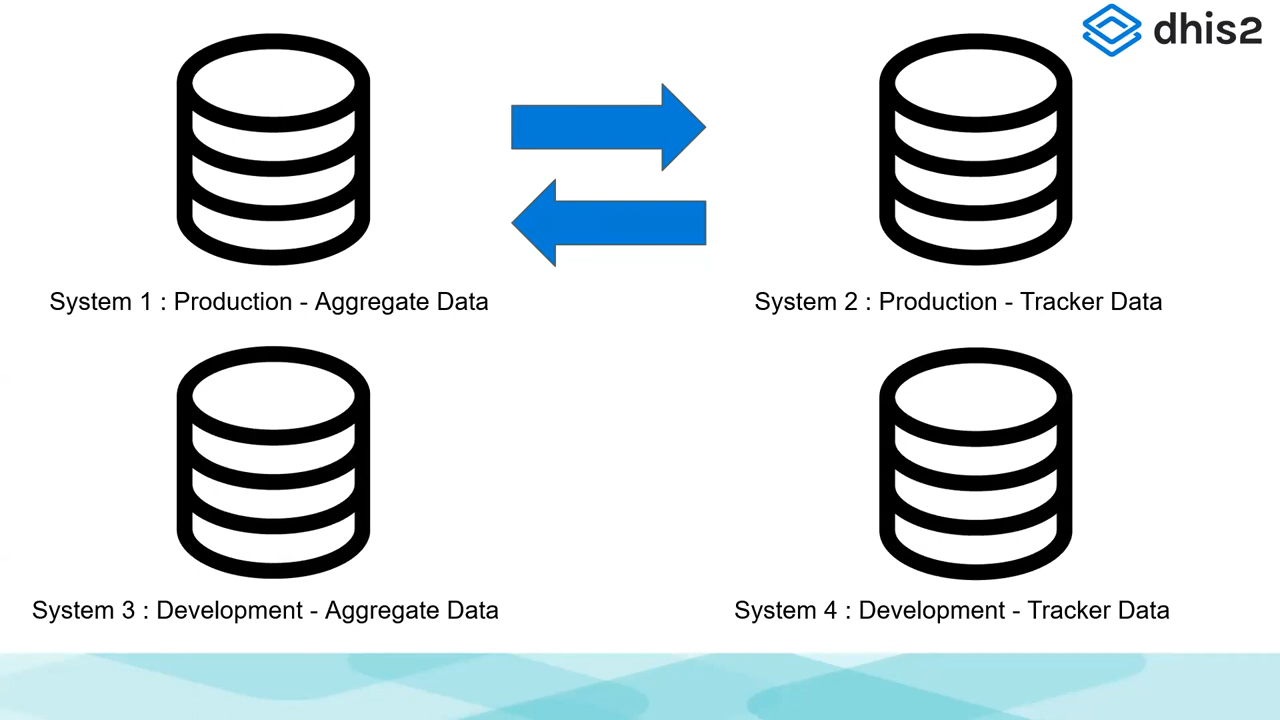 dhis2
System 1 : Production - Aggregate Data
System 2 : Production - Tracker Data
System 3 : Development - Aggregate Data
System 4 : Development - Tracker Data